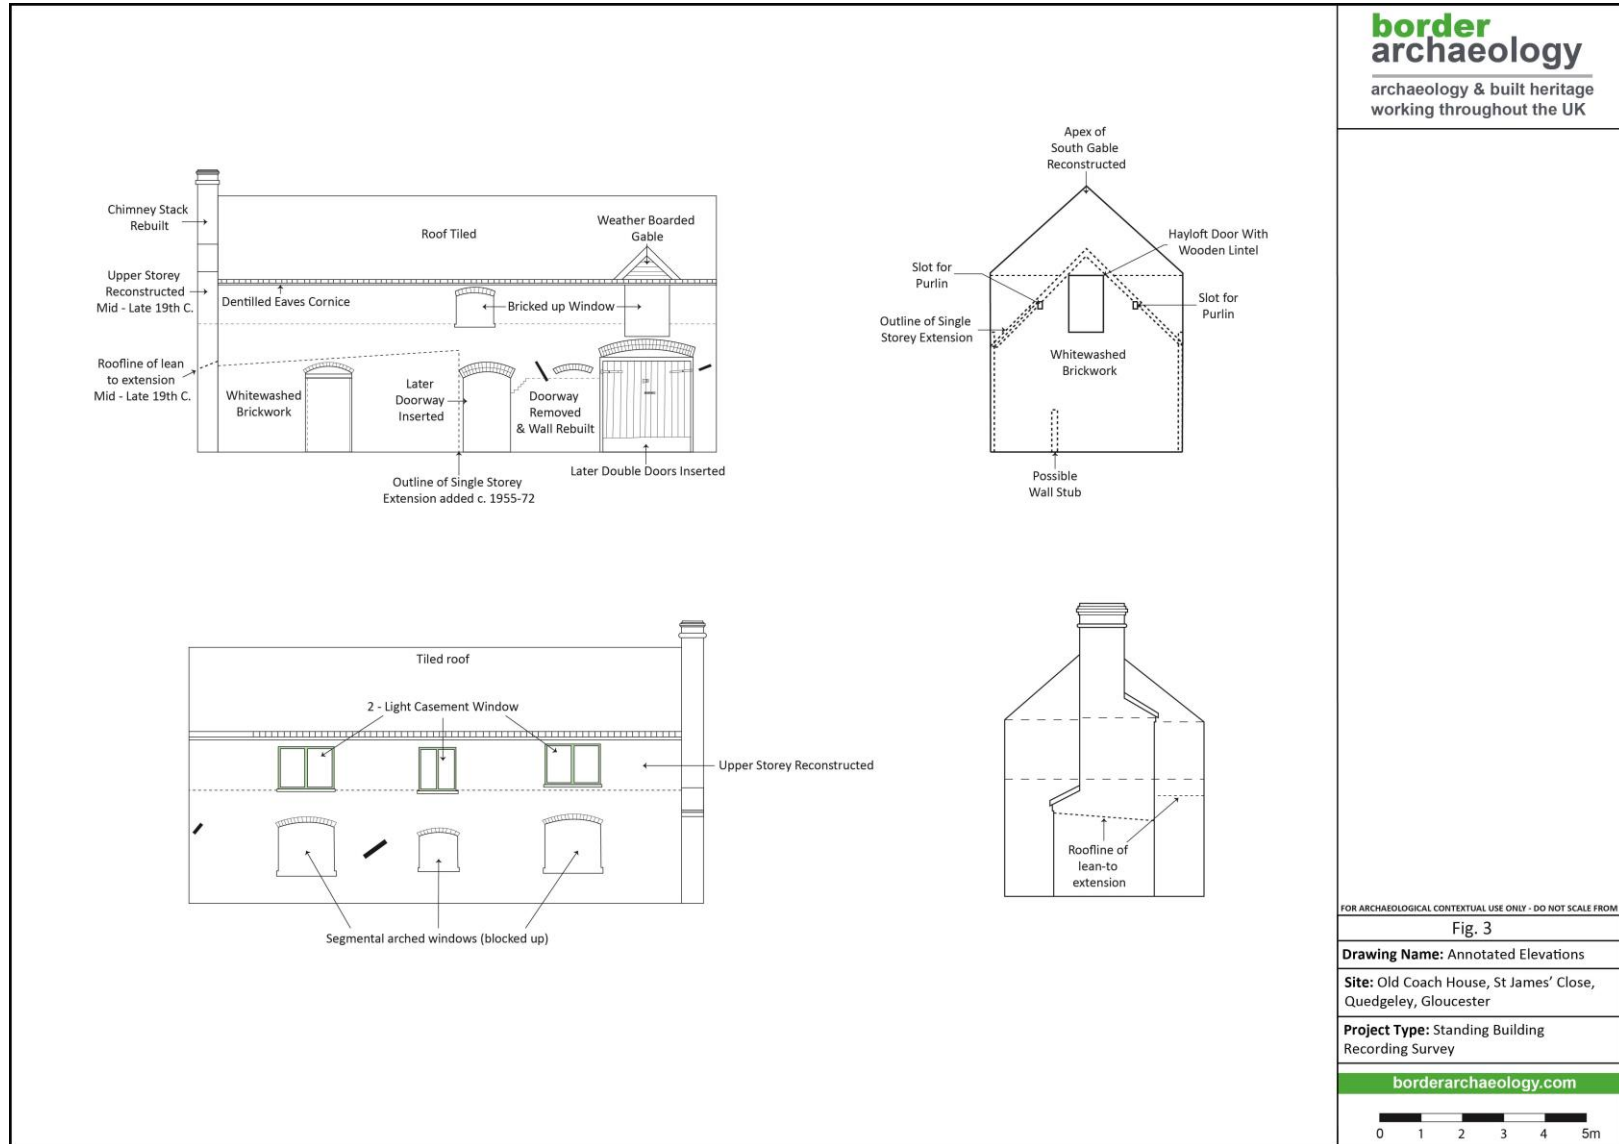 border
archaeology
archaeology & built heritage
working throughout the UK
Chimney Stack
Rebuilt
Roof Tiled
Weather Boarded
Gable
Upper Storey
Reconstructed
Mid - Late 19th C.
Dentilled Eaves Cornice
Bricked up Window
Roofline of lean
to extension
Mid - Late 19th C.
Whitewashed
Brickwork
Later
Doorway
Inserted
Doorway
Removed
& Wall Rebuilt
Outline of Single Storey
Extension added c. 1955-72
Later Double Doors Inserted
Apex of
South Gable
Reconstructed
Hayloft Door With
Wooden Lintel
Slot for
Purlin
Slot for
Purlin
Outline of Single
Storey Extension
Whitewashed
Brickwork
Possible
Wall Stub
Tiled roof
2 - Light Casement Window
Upper Storey Reconstructed
Segmental arched windows (blocked up)
Roofline of
lean-to
extension
FOR ARCHAEOLOGICAL CONTEXTUAL USE ONLY - DO NOT SCALE FROM
Fig. 3
Drawing Name: Annotated Elevations
Site: Old Coach House, St James' Close,
Quedgeley, Gloucester
Project Type: Standing Building
Recording Survey
borderarchaeology.com
0 1 2 3 4 5m